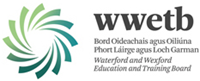 wwetb
Bord Oideachais agus Oiliúna
Phort Láirge agus Loch Garman
Waterford and Wexford
Education and Training Board